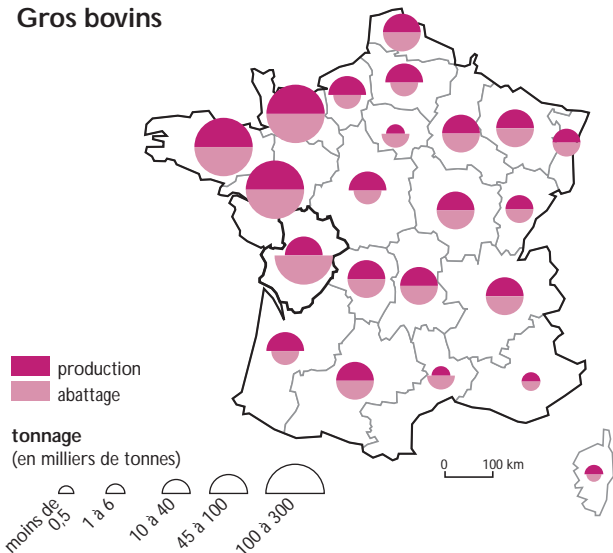 Gros bovins
production
abattage
tonnage
(en milliers de tonnes)
0 100 km
moins de
0,5
1 à 6
10 à 40
45 à 100
100 à 300